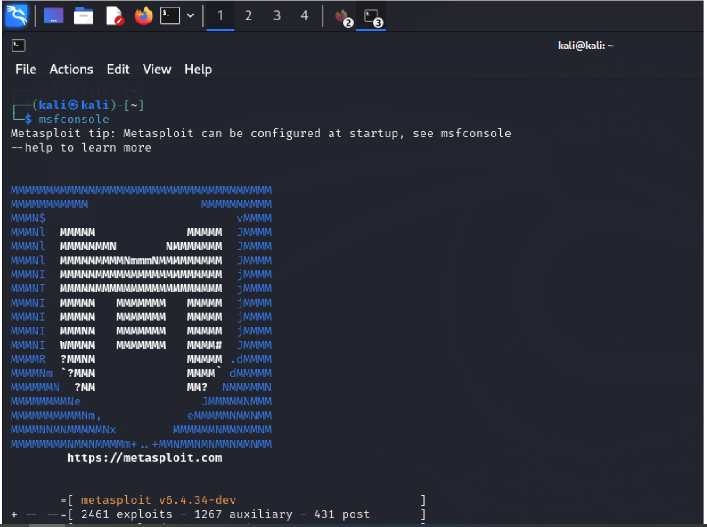 1 2 3 4 2 3
kali@kali: ~
File Actions Edit View Help
┌──(kali㉿kali)-[~]
└─$ msfconsole
Metasploit tip: Metasploit can be configured at startup, see msfconsole
--help to learn more
MMMMMMMMMMMMMMMMMMMMMMMMMMMMMMMMMMMMM
MMMMMMMMMMM                MMMMMMMMMM
MMMN$                           vMMMM
MMMNl  MMMMM             MMMMM  JMMMM
MMMNl  MMMMMMMN       NMMMMMMM  JMMMM
MMMNl  MMMMMMMMMNmmmNMMMMMMMMM  JMMMM
MMMNI  MMMMMMMMMMMMMMMMMMMMMMM  jMMMM
MMMNI  MMMMMMMMMMMMMMMMMMMMMMM  jMMMM
MMMNI  MMMMM   MMMMMMM   MMMMM  jMMMM
MMMNI  MMMMM   MMMMMMM   MMMMM  jMMMM
MMMNI  MMMNM   MMMMMMM   MMMMM  jMMMM
MMMNI  WMMMM   MMMMMMM   MMMM#  JMMMM
MMMMR  ?MMNM             MMMMM .dMMMM
MMMMNm `?MMM             MMMM` dMMMMM
MMMMMMN  ?MM             MM?  NMMMMMN
MMMMMMMMNe                 JMMMMMNMMM
MMMMMMMMMMNm,            eMMMMMNMMNMM
MMMMNNMNMMMMMNx        MMMMMMNMMNMMNM
MMMMMMMMNMMNMMMMm+..+MMNMMNMNMMNMMNMM
https://metasploit.com
=[ metasploit v6.4.34-dev ]
+ -- --=[ 2461 exploits - 1267 auxiliary - 431 post ]